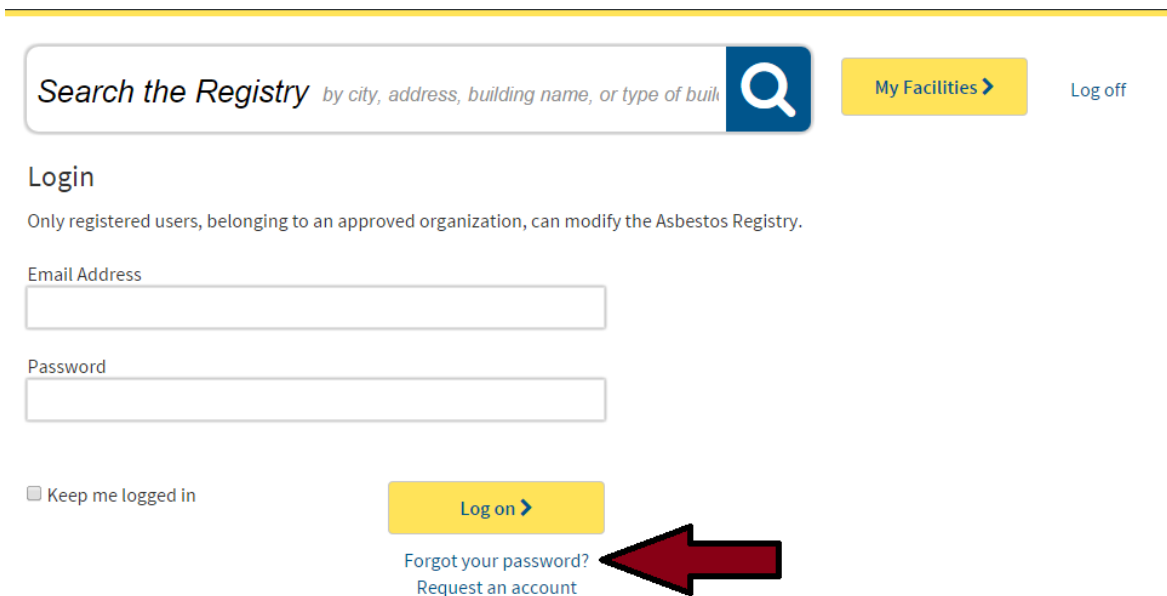 Search the Registry by city, address, building name, or type of buil
My Facilities
Log off
Login
Only registered users, belonging to an approved organization, can modify the Asbestos Registry.
Email Address
Password
Keep me logged in
Log on
Forgot your password?
Request an account